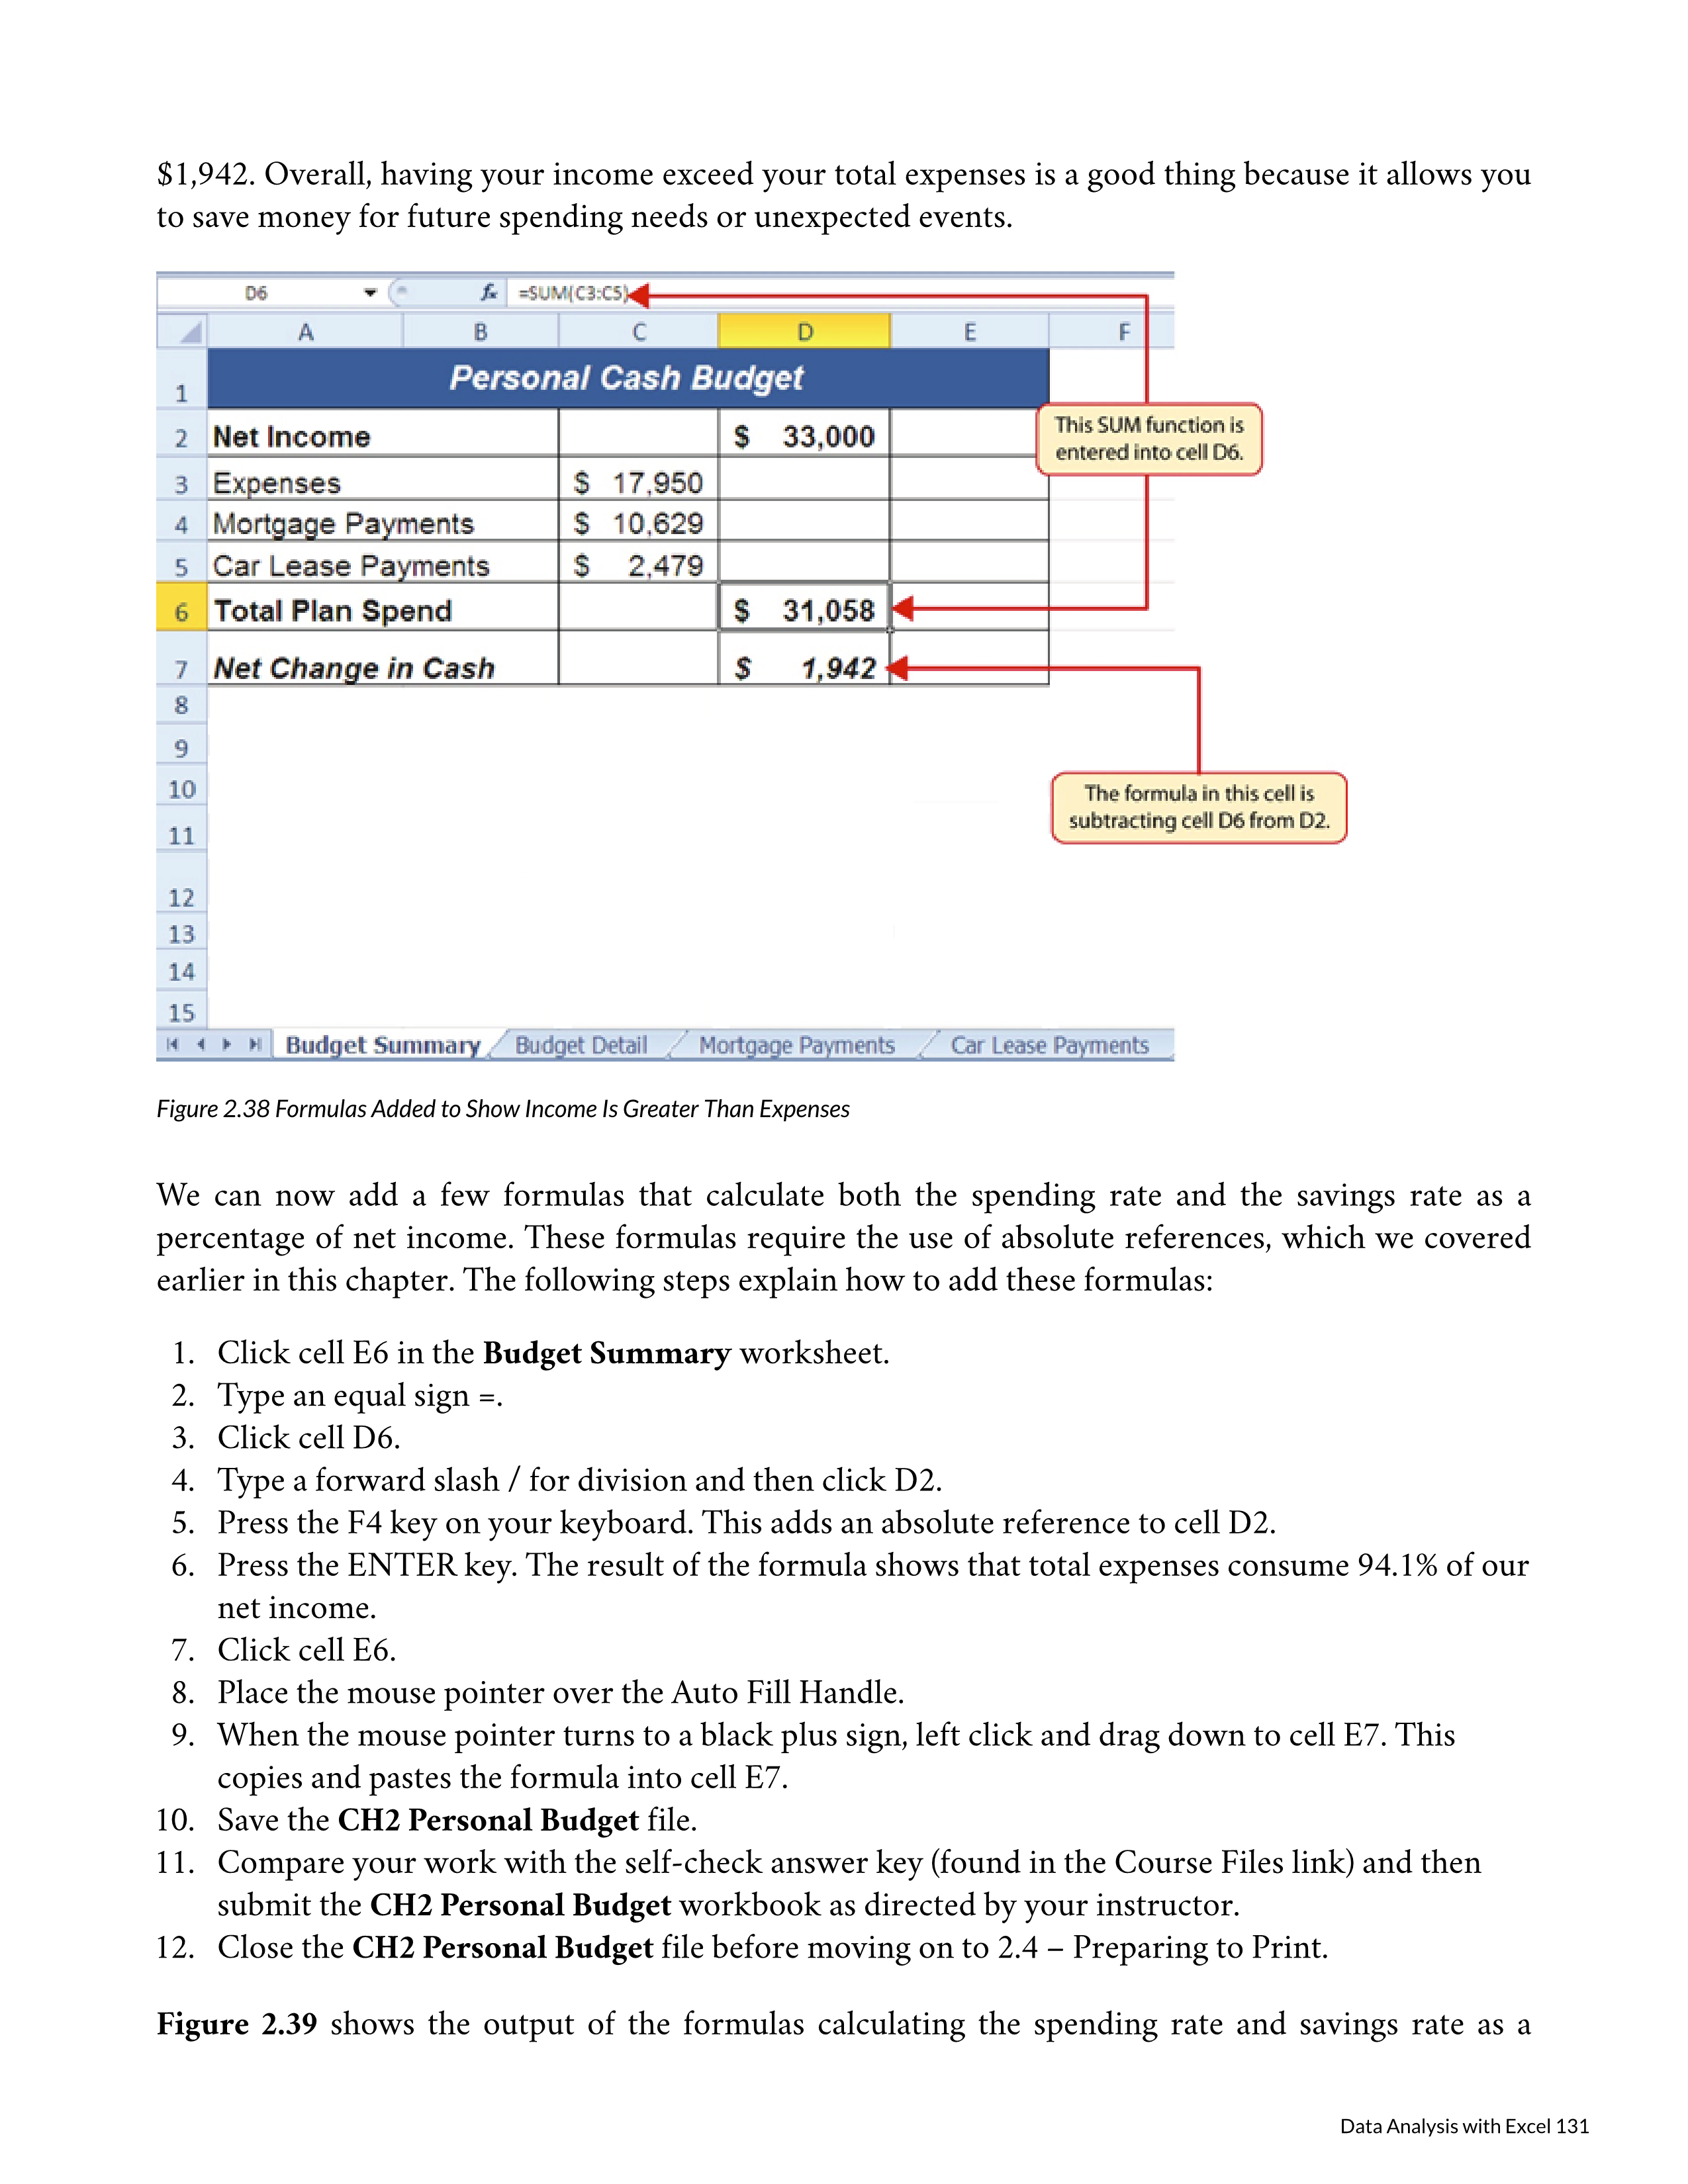 $1,942. Overall, having your income exceed your total expenses is a good thing because it allows you
to save money for future spending needs or unexpected events.
D6 fx =SUM(C3:C5)
A B C D E F
1 Personal Cash Budget
2 Net Income $ 33,000
This SUM function is
entered into cell D6.
3 Expenses $ 17,950
4 Mortgage Payments $ 10,629
5 Car Lease Payments $ 2,479
6 Total Plan Spend $ 31,058
7 Net Change in Cash $ 1,942
8
9
10
The formula in this cell is
subtracting cell D6 from D2.
11
12
13
14
15
Budget Summary Budget Detail Mortgage Payments Car Lease Payments
Figure 2.38 Formulas Added to Show Income Is Greater Than Expenses
We can now add a few formulas that calculate both the spending rate and the savings rate as a
percentage of net income. These formulas require the use of absolute references, which we covered
earlier in this chapter. The following steps explain how to add these formulas:
1. Click cell E6 in the Budget Summary worksheet.
2. Type an equal sign =.
3. Click cell D6.
4. Type a forward slash / for division and then click D2.
5. Press the F4 key on your keyboard. This adds an absolute reference to cell D2.
6. Press the ENTER key. The result of the formula shows that total expenses consume 94.1% of our
net income.
7. Click cell E6.
8. Place the mouse pointer over the Auto Fill Handle.
9. When the mouse pointer turns to a black plus sign, left click and drag down to cell E7. This
copies and pastes the formula into cell E7.
10. Save the CH2 Personal Budget file.
11. Compare your work with the self-check answer key (found in the Course Files link) and then
submit the CH2 Personal Budget workbook as directed by your instructor.
12. Close the CH2 Personal Budget file before moving on to 2.4 – Preparing to Print.
Figure 2.39 shows the output of the formulas calculating the spending rate and savings rate as a
Data Analysis with Excel 131